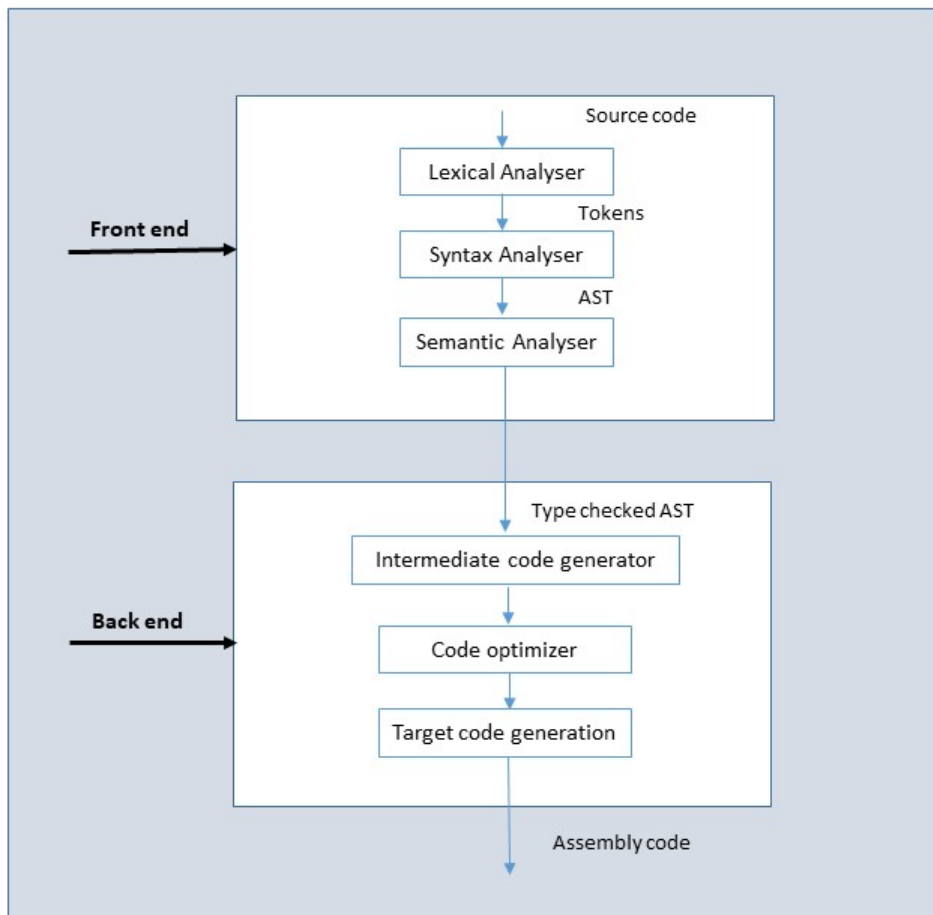 Source code
Lexical Analyser
Tokens
Front end
Syntax Analyser
AST
Semantic Analyser
Type checked AST
Intermediate code generator
Back end
Code optimizer
Target code generation
Assembly code